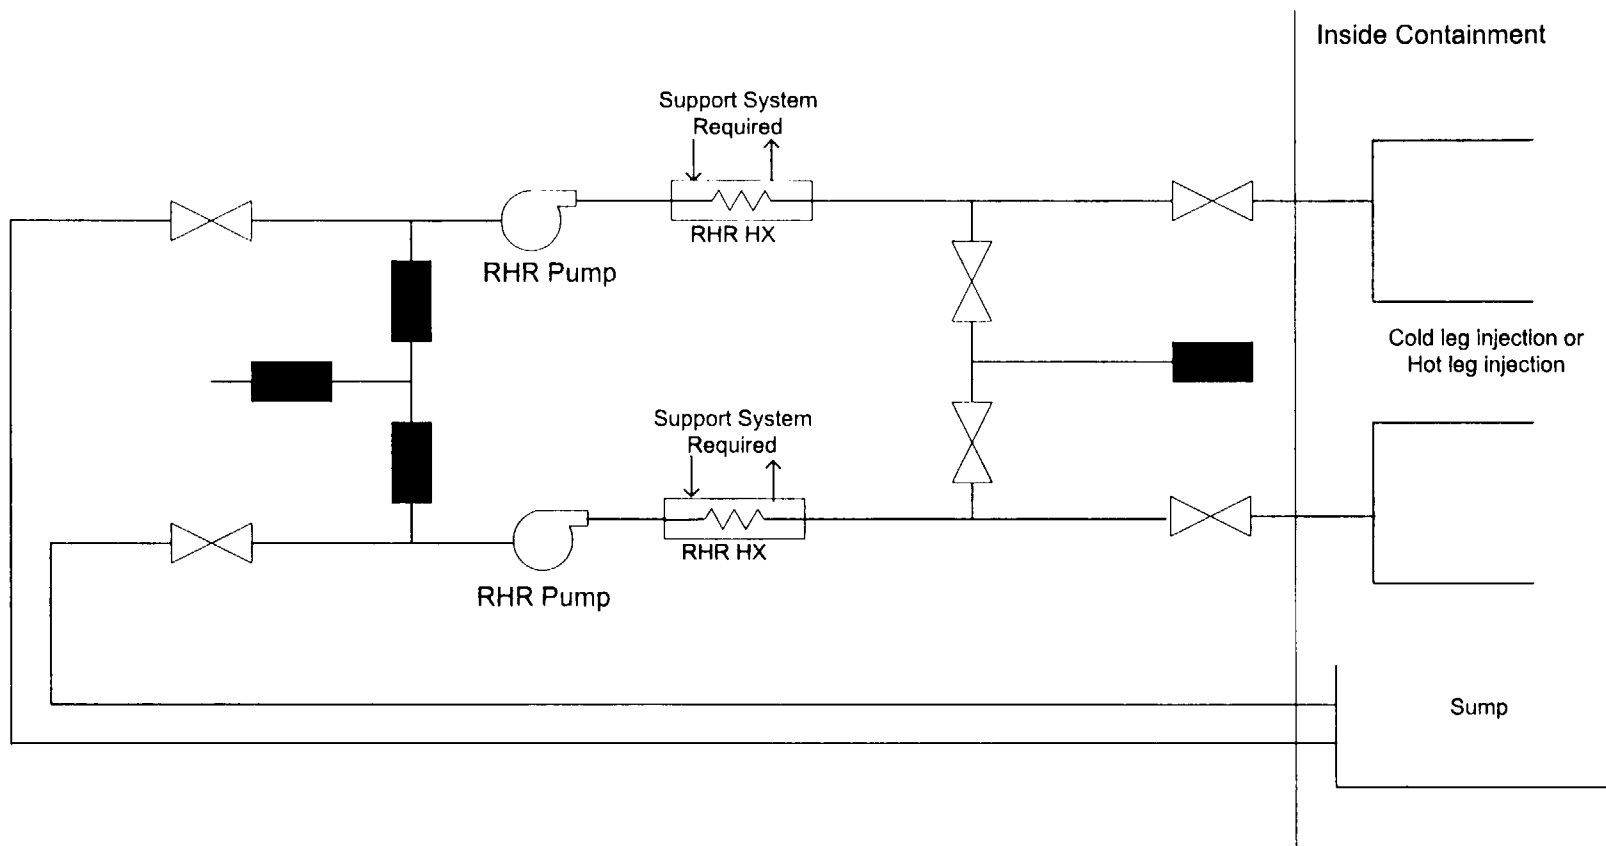 Inside Containment
Support System
Required
RHR HX
RHR Pump
Cold leg injection or
Hot leg injection
Support System
Required
RHR HX
RHR Pump
Sump